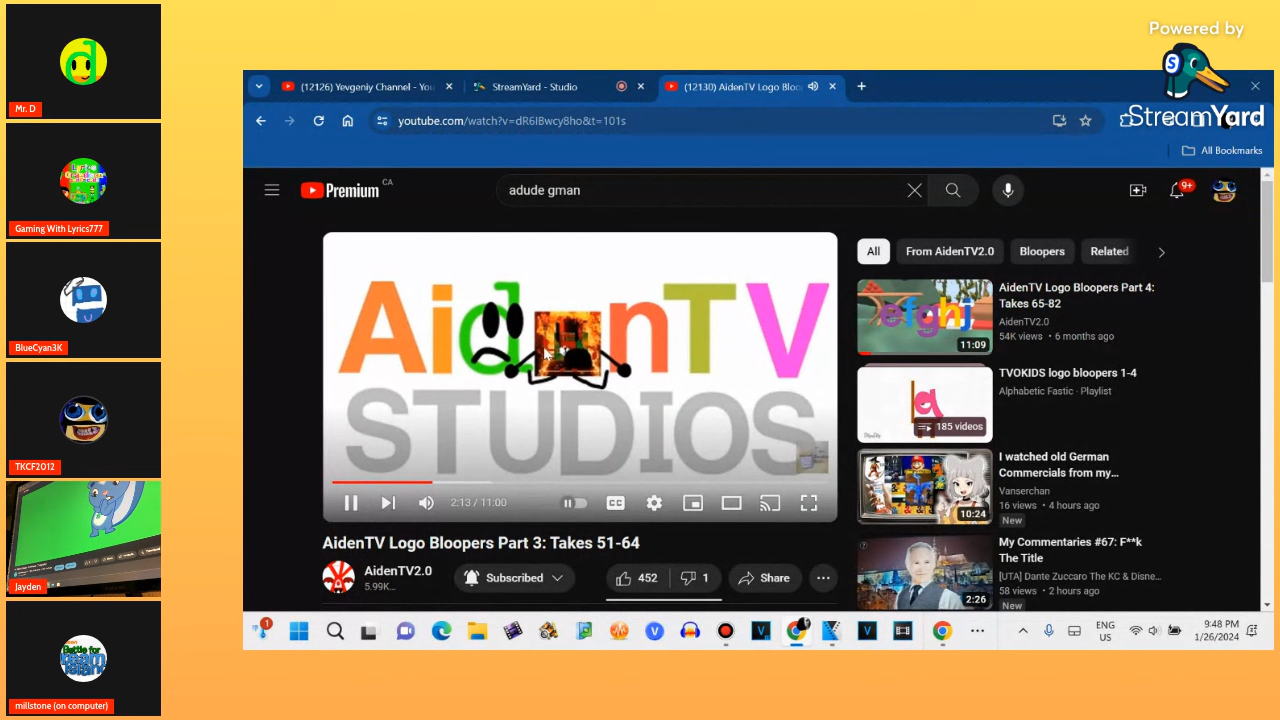 Powered by
StreamYard
Mr. D
Gaming With Lyrics777
BlueCyan3K
TKCF2012
Jayden
millstone (on computer)
(12126) Yevgeniy Channel - You
StreamYard - Studio
(12130) AidenTV Logo Bloo
youtube.com/watch?v=dR6IBwcy8ho&t=101s
All Bookmarks
Premium CA
adude gman
9+
AidenTV
STUDIOS
2:13 / 11:00
CC
AidenTV Logo Bloopers Part 3: Takes 51-64
AidenTV2.0
5.99K...
Subscribed
452
1
Share
All
From AidenTV2.0
Bloopers
Related
efghj
11:09
AidenTV Logo Bloopers Part 4:
Takes 65-82
AidenTV2.0
54K views • 6 months ago
185 videos
TVOKIDS logo bloopers 1-4
Alphabetic Fastic · Playlist
10:24
I watched old German
Commercials from my...
Vanserchan
16 views • 4 hours ago
New
2:26
My Commentaries #67: F**k
The Title
[UTA] Dante Zuccaro The KC & Disne...
58 views • 2 hours ago
New
1
ENG
US
9:48 PM
1/26/2024